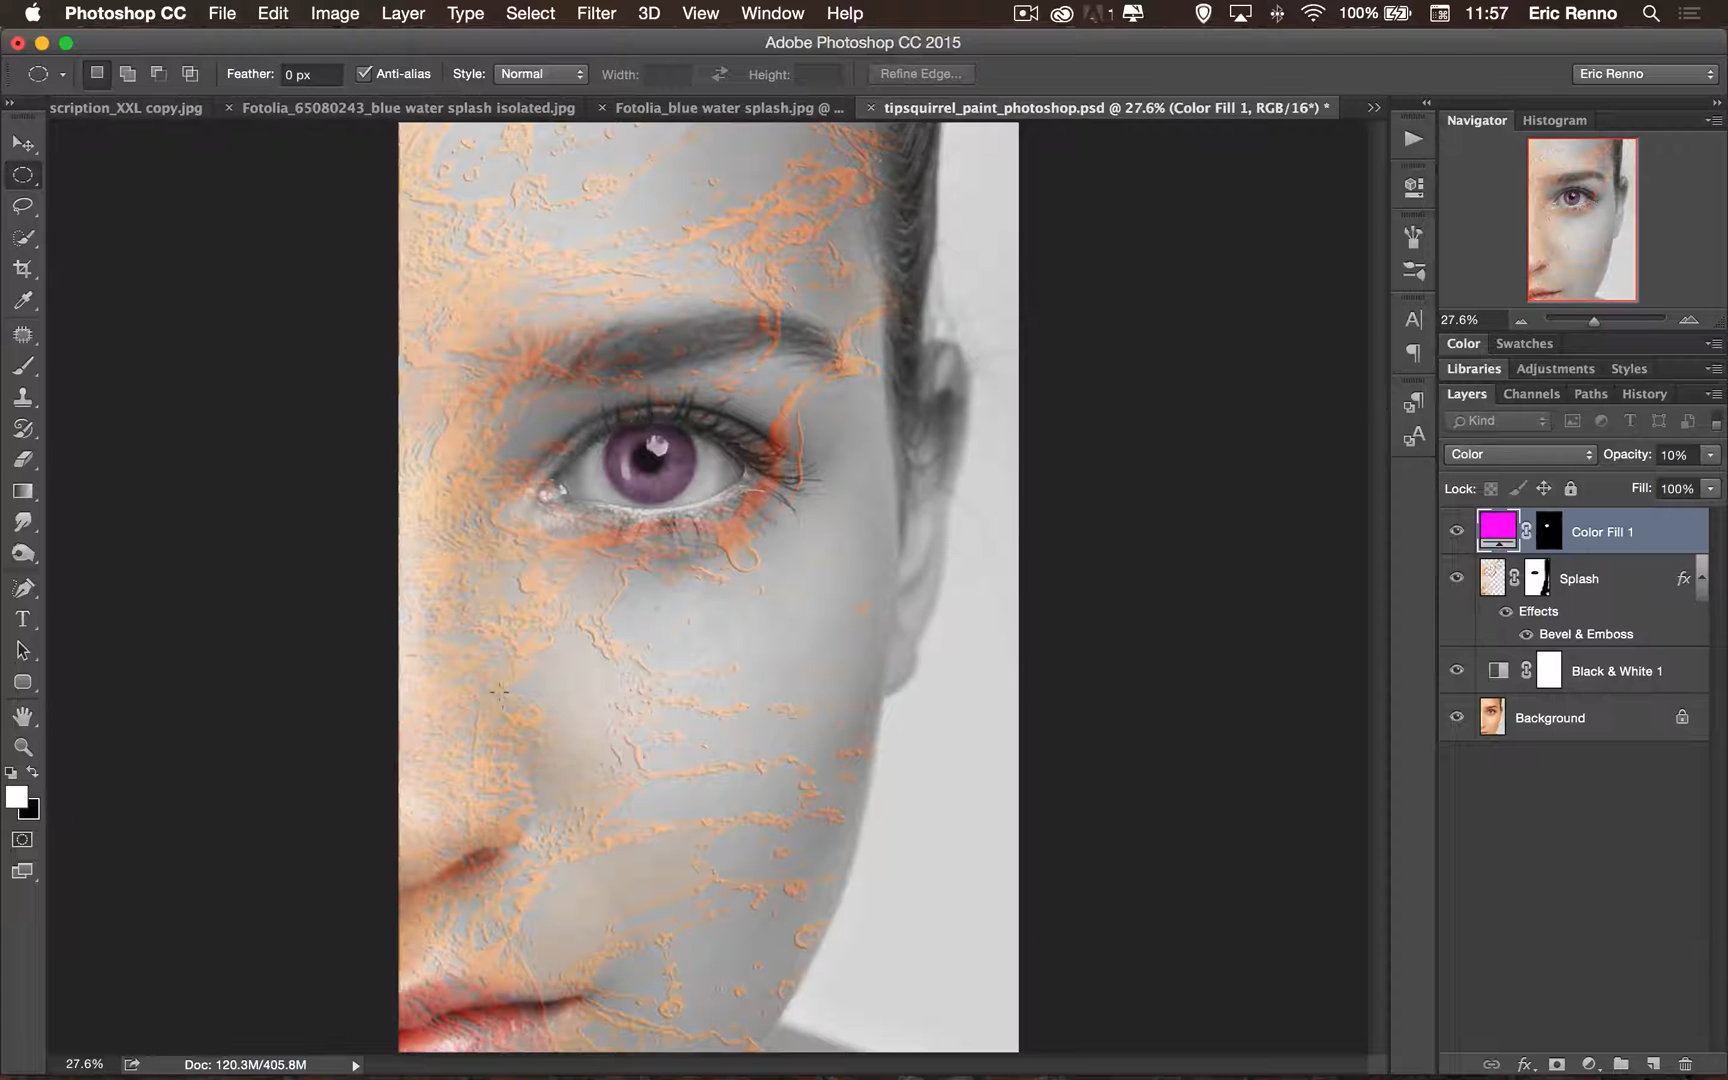 Photoshop CC File Edit Image Layer Type Select Filter 3D View Window Help 1 100% 11:57 Eric Renno
Adobe Photoshop CC 2015
Feather: 0 px Anti-alias Style: Normal Width: Height: Refine Edge... Eric Renno
scription_XXL copy.jpg Fotolia_65080243_blue water splash isolated.jpg Fotolia_blue water splash.jpg @ ... tipsquirrel_paint_photoshop.psd @ 27.6% (Color Fill 1, RGB/16*) *
Navigator Histogram
27.6%
Color Swatches
Libraries Adjustments Styles
Layers Channels Paths History
Kind
Color Opacity: 10%
Lock: Fill: 100%
Color Fill 1
Splash fx
Effects
Bevel & Emboss
Black & White 1
Background
27.6% Doc: 120.3M/405.8M